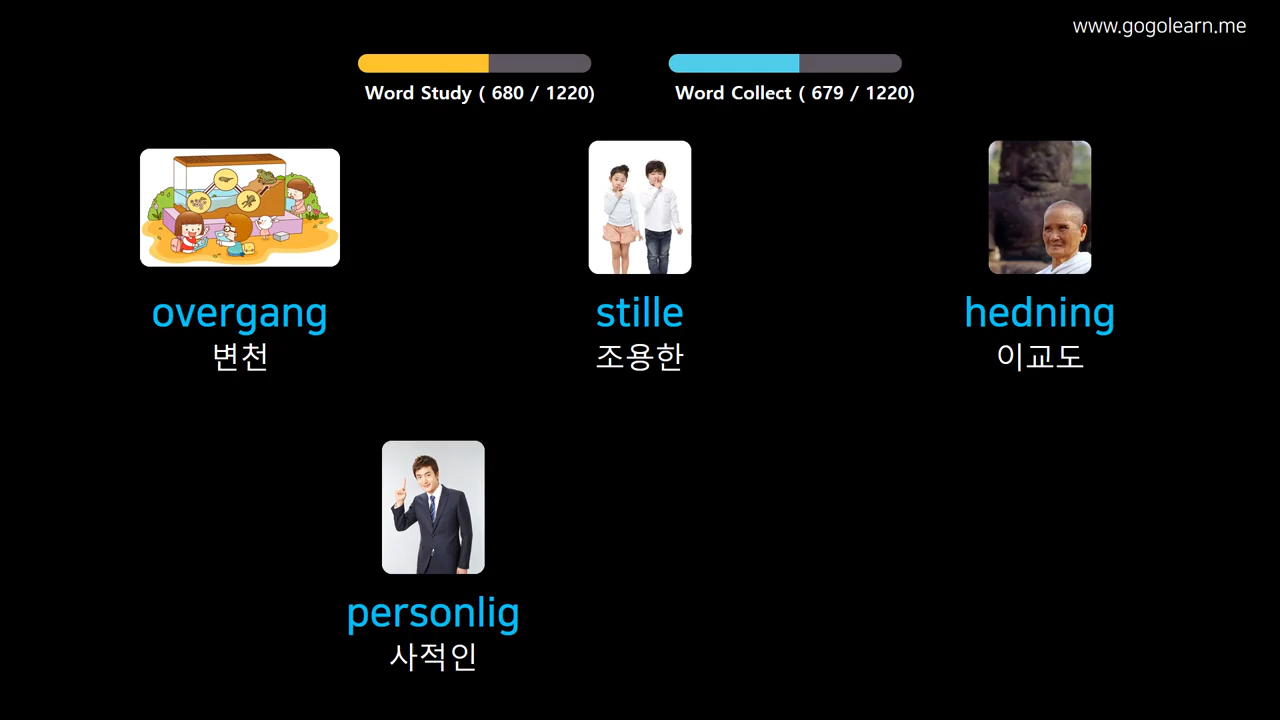 www.gogolearn.me
Word Study ( 680 / 1220)
Word Collect ( 679 / 1220)
overgang
변천
stille
조용한
hedning
이교도
personlig
사적인